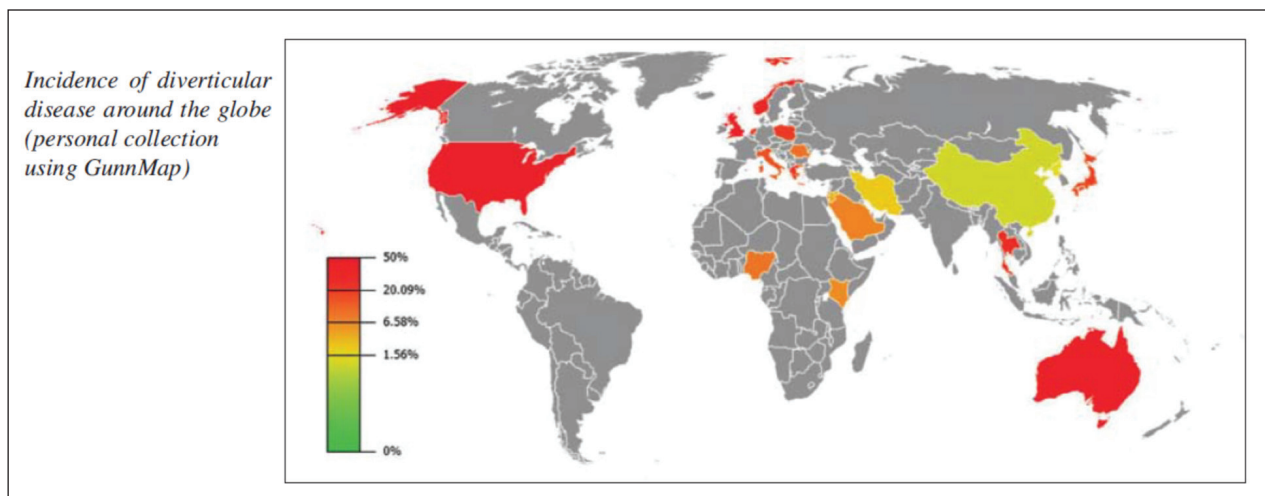 Incidence of diverticular
disease around the globe
(personal collection
using GunnMap)
50%
20.09%
6.58%
1.56%
0%